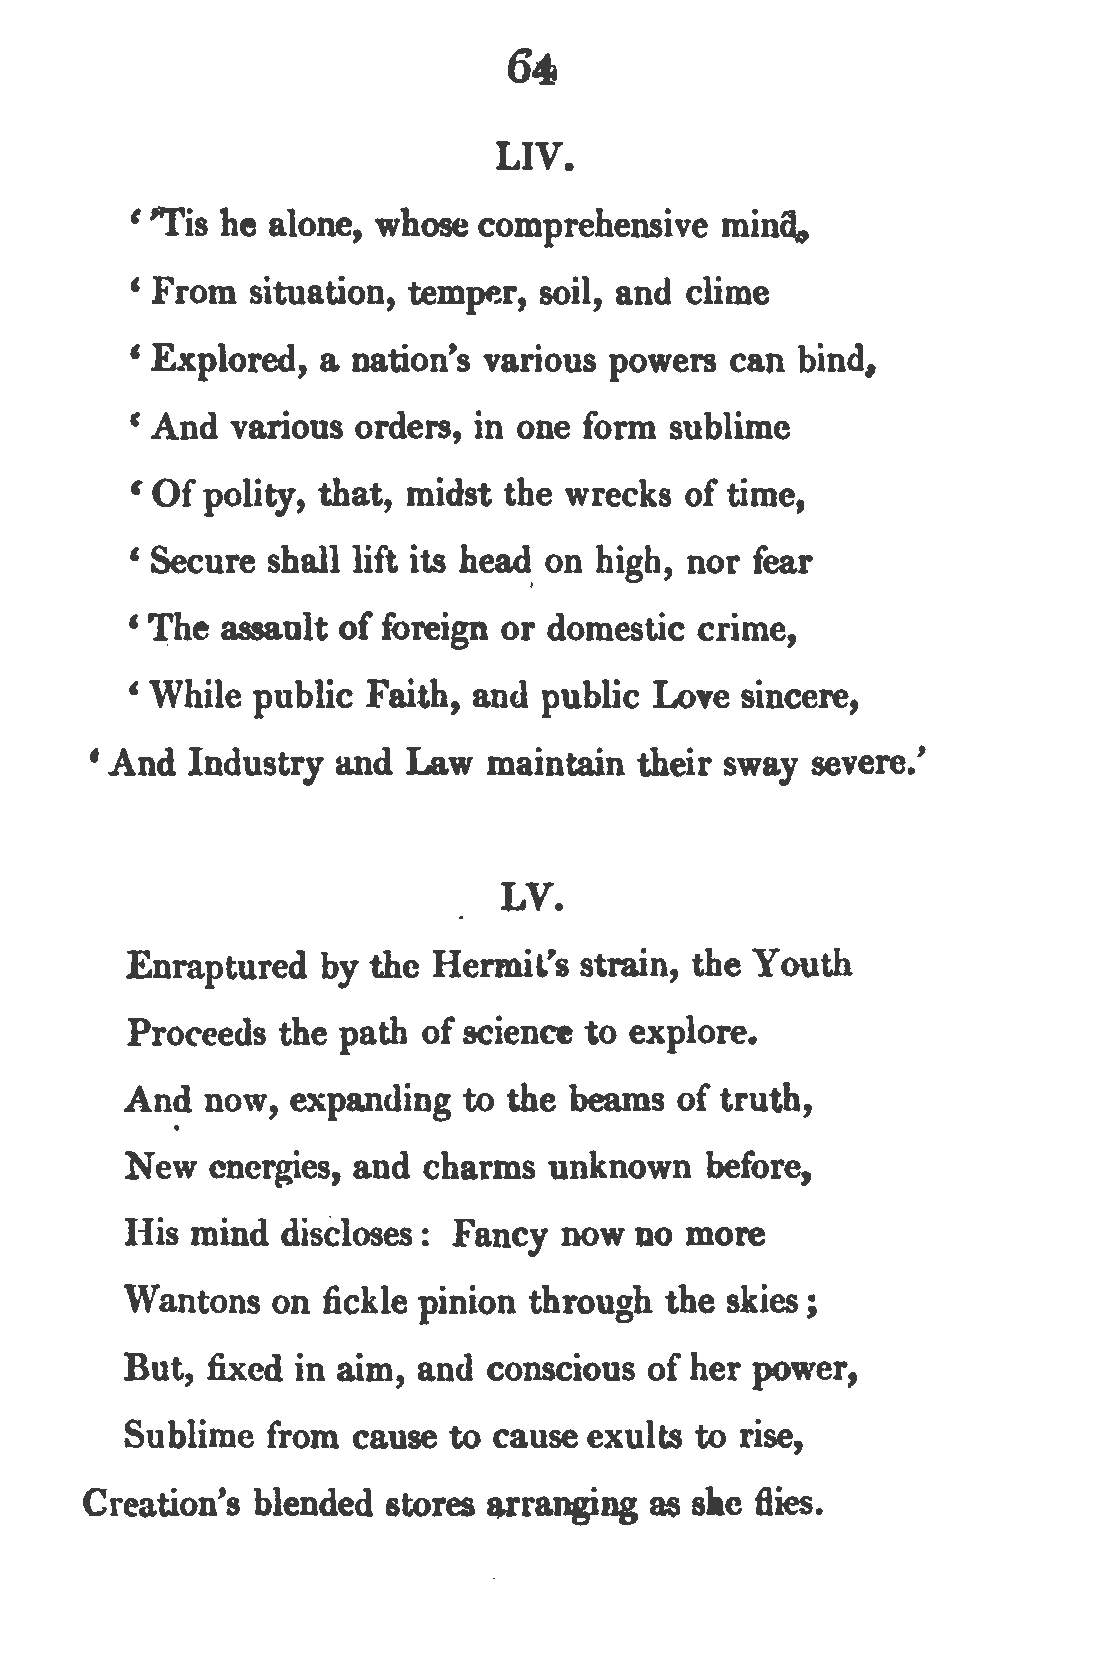 64
LIV.
‘ 'Tis he alone, whose comprehensive mind,
‘ From situation, temper, soil, and clime
‘ Explored, a nation's various powers can bind,
‘ And various orders, in one form sublime
‘ Of polity, that, midst the wrecks of time,
‘ Secure shall lift its head on high, nor fear
‘ The assault of foreign or domestic crime,
‘ While public Faith, and public Love sincere,
‘ And Industry and Law maintain their sway severe.’
LV.
Enraptured by the Hermit's strain, the Youth
Proceeds the path of science to explore.
And now, expanding to the beams of truth,
New energies, and charms unknown before,
His mind discloses: Fancy now no more
Wantons on fickle pinion through the skies;
But, fixed in aim, and conscious of her power,
Sublime from cause to cause exults to rise,
Creation's blended stores arranging as she flies.